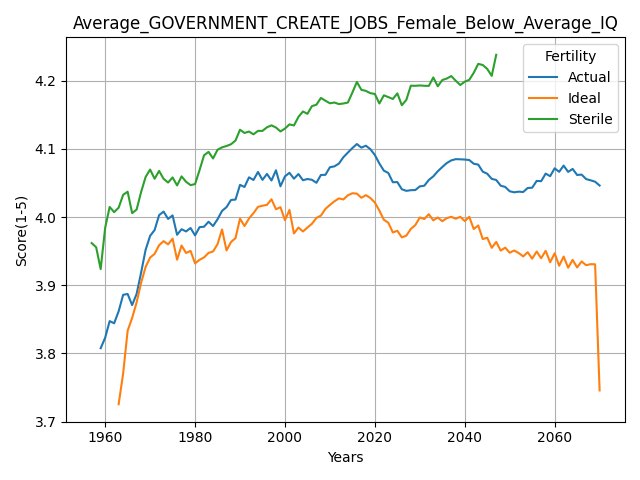 Average_GOVERNMENT_CREATE_JOBS_Female_Below_Average_IQ
Fertility
Actual
Ideal
Sterile
Score(1-5)
4.2
4.1
4.0
3.9
3.8
3.7
1960 1980 2000 2020 2040 2060
Years